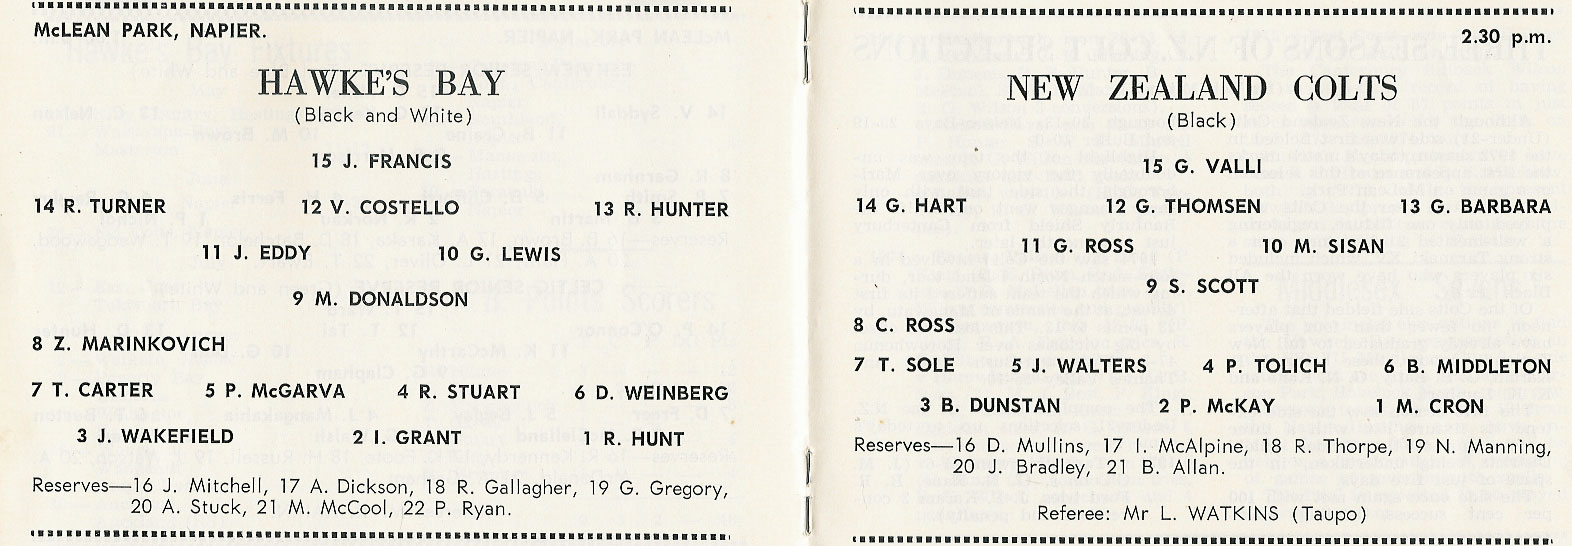 McLEAN PARK, NAPIER.
HAWKE'S BAY
(Black and White)
15 J. FRANCIS
14 R. TURNER 12 V. COSTELLO 13 R. HUNTER
11 J. EDDY 10 G. LEWIS
9 M. DONALDSON
8 Z. MARINKOVICH
7 T. CARTER 5 P. McGARVA 4 R. STUART 6 D. WEINBERG
3 J. WAKEFIELD 2 I. GRANT 1 R. HUNT
Reserves—16 J. Mitchell, 17 A. Dickson, 18 R. Gallagher, 19 G. Gregory,
20 A. Stuck, 21 M. McCool, 22 P. Ryan.
2.30 p.m.
NEW ZEALAND COLTS
(Black)
15 G. VALLI
14 G. HART 12 G. THOMSEN 13 G. BARBARA
11 G. ROSS 10 M. SISAN
9 S. SCOTT
8 C. ROSS
7 T. SOLE 5 J. WALTERS 4 P. TOLICH 6 B. MIDDLETON
3 B. DUNSTAN 2 P. McKAY 1 M. CRON
Reserves—16 D. Mullins, 17 I. McAlpine, 18 R. Thorpe, 19 N. Manning,
20 J. Bradley, 21 B. Allan.
Referee: Mr L. WATKINS (Taupo)